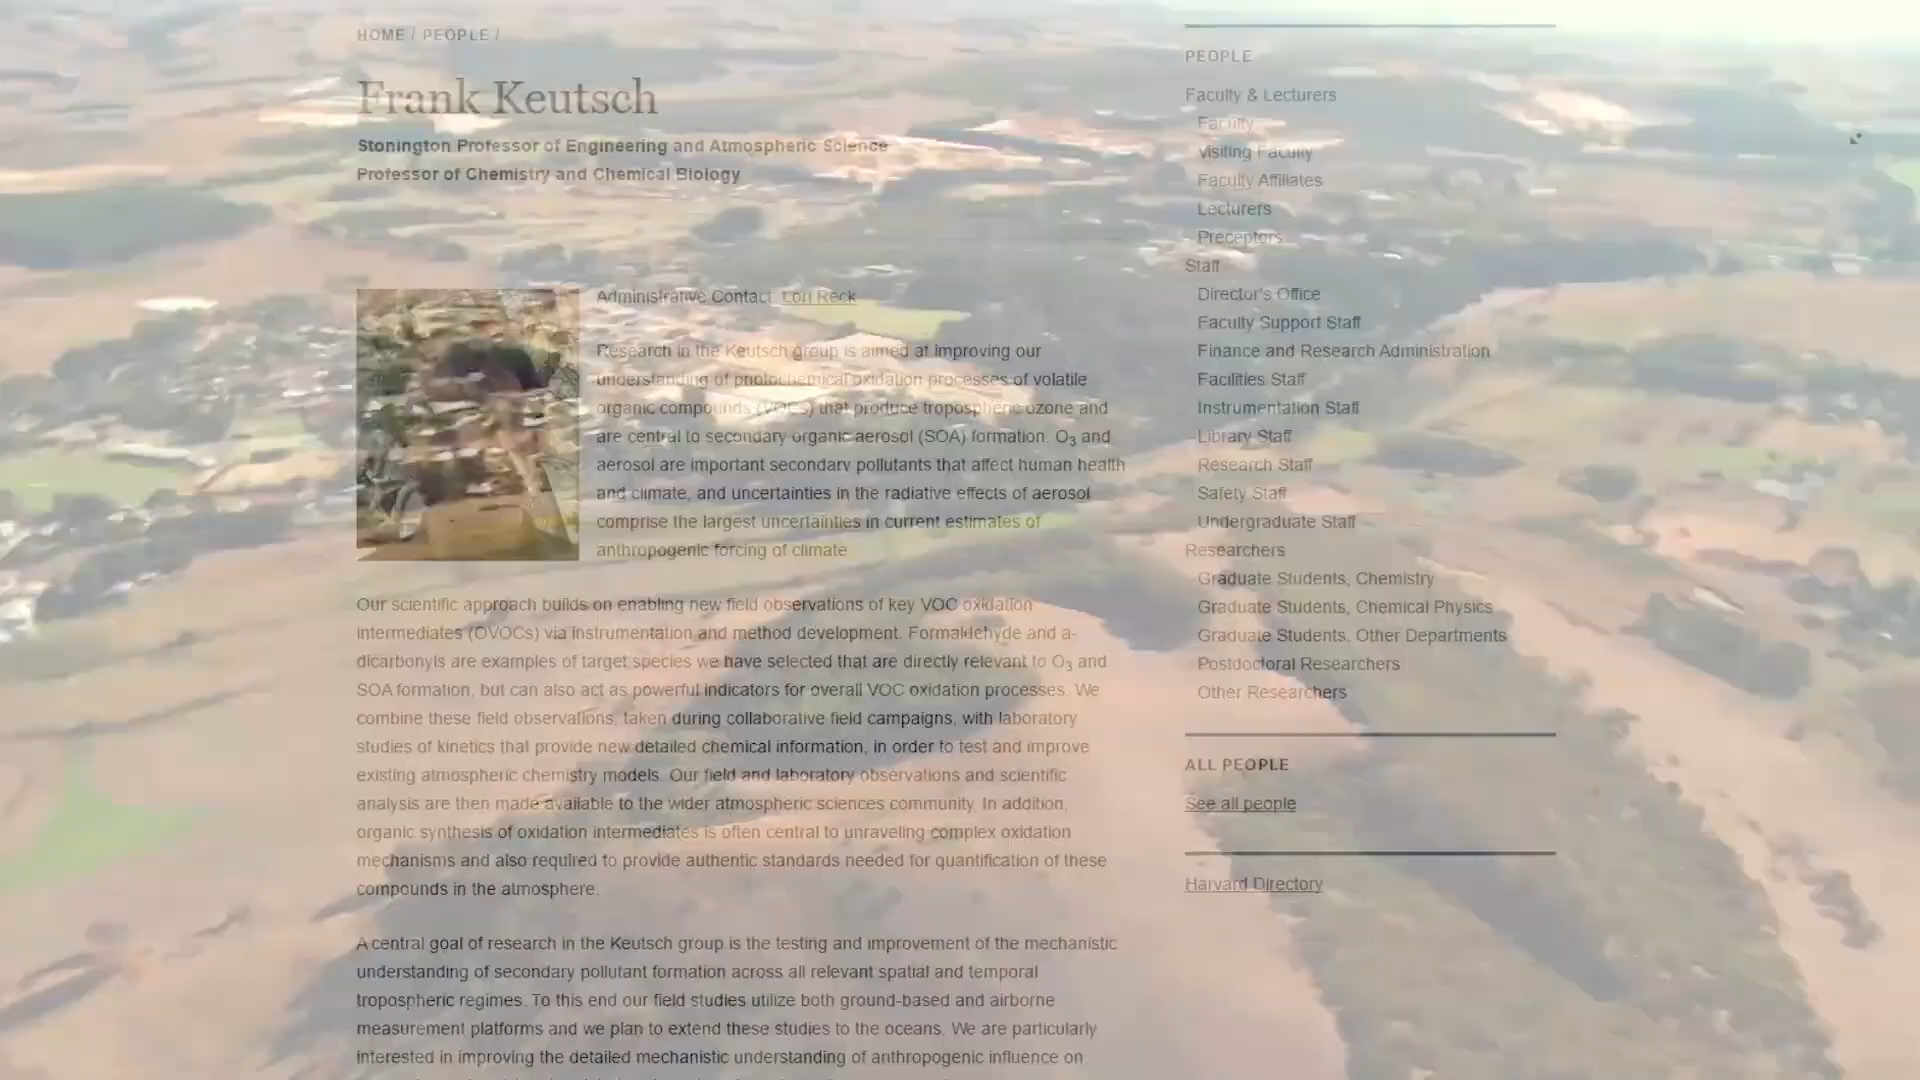 HOME / PEOPLE /
Frank Keutsch
Stonington Professor of Engineering and Atmospheric Science
Professor of Chemistry and Chemical Biology
Administrative Contact: Lori Reck
Research in the Keutsch group is aimed at improving our
understanding of photochemical oxidation processes of volatile
organic compounds (VOCs) that produce tropospheric ozone and
are central to secondary organic aerosol (SOA) formation. O3 and
aerosol are important secondary pollutants that affect human health
and climate, and uncertainties in the radiative effects of aerosol
comprise the largest uncertainties in current estimates of
anthropogenic forcing of climate.
Our scientific approach builds on enabling new field observations of key VOC oxidation
intermediates (OVOCs) via instrumentation and method development. Formaldehyde and a-
dicarbonyls are examples of target species we have selected that are directly relevant to O3 and
SOA formation, but can also act as powerful indicators for overall VOC oxidation processes. We
combine these field observations, taken during collaborative field campaigns, with laboratory
studies of kinetics that provide new detailed chemical information, in order to test and improve
existing atmospheric chemistry models. Our field and laboratory observations and scientific
analysis are then made available to the wider atmospheric sciences community. In addition,
organic synthesis of oxidation intermediates is often central to unraveling complex oxidation
mechanisms and also required to provide authentic standards needed for quantification of these
compounds in the atmosphere.
A central goal of research in the Keutsch group is the testing and improvement of the mechanistic
understanding of secondary pollutant formation across all relevant spatial and temporal
tropospheric regimes. To this end our field studies utilize both ground-based and airborne
measurement platforms and we plan to extend these studies to the oceans. We are particularly
interested in improving the detailed mechanistic understanding of anthropogenic influence on
PEOPLE
Faculty & Lecturers
Faculty
Visiting Faculty
Faculty Affiliates
Lecturers
Preceptors
Staff
Director's Office
Faculty Support Staff
Finance and Research Administration
Facilities Staff
Instrumentation Staff
Library Staff
Research Staff
Safety Staff
Undergraduate Staff
Researchers
Graduate Students, Chemistry
Graduate Students, Chemical Physics
Graduate Students, Other Departments
Postdoctoral Researchers
Other Researchers
ALL PEOPLE
See all people
Harvard Directory